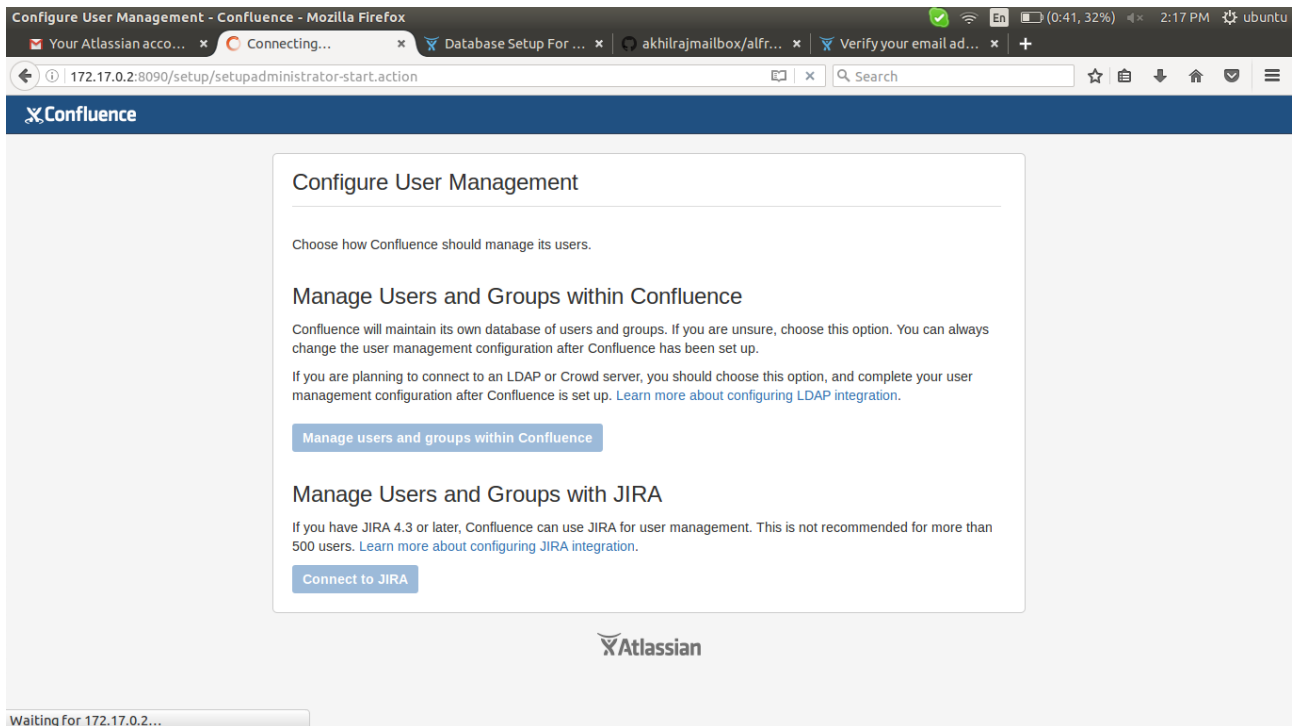 Configure User Management - Confluence - Mozilla Firefox
En (0:41, 32%) 2:17 PM ubuntu
Your Atlassian acco... Connecting... Database Setup For ... akhilrajmailbox/alfr... Verify your email ad...
172.17.0.2:8090/setup/setupadministrator-start.action
Search
Confluence
Configure User Management
Choose how Confluence should manage its users.
Manage Users and Groups within Confluence
Confluence will maintain its own database of users and groups. If you are unsure, choose this option. You can always
change the user management configuration after Confluence has been set up.
If you are planning to connect to an LDAP or Crowd server, you should choose this option, and complete your user
management configuration after Confluence is set up. Learn more about configuring LDAP integration.
Manage users and groups within Confluence
Manage Users and Groups with JIRA
If you have JIRA 4.3 or later, Confluence can use JIRA for user management. This is not recommended for more than
500 users. Learn more about configuring JIRA integration.
Connect to JIRA
Atlassian
Waiting for 172.17.0.2...